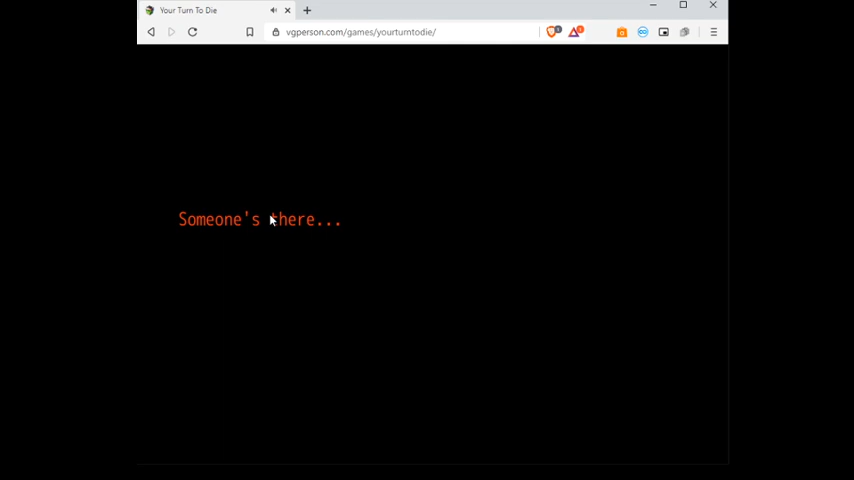 Your Turn To Die
vgperson.com/games/yourturntodie/
Someone's there...